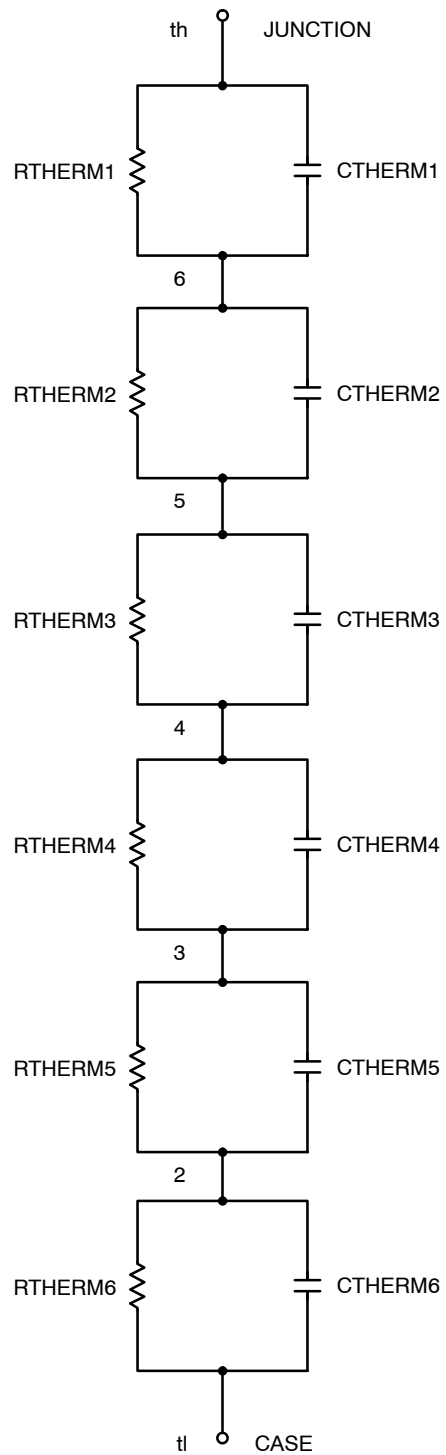 th JUNCTION
RTHERM1 CTHERM1
6
RTHERM2 CTHERM2
5
RTHERM3 CTHERM3
4
RTHERM4 CTHERM4
3
RTHERM5 CTHERM5
2
RTHERM6 CTHERM6
tl CASE